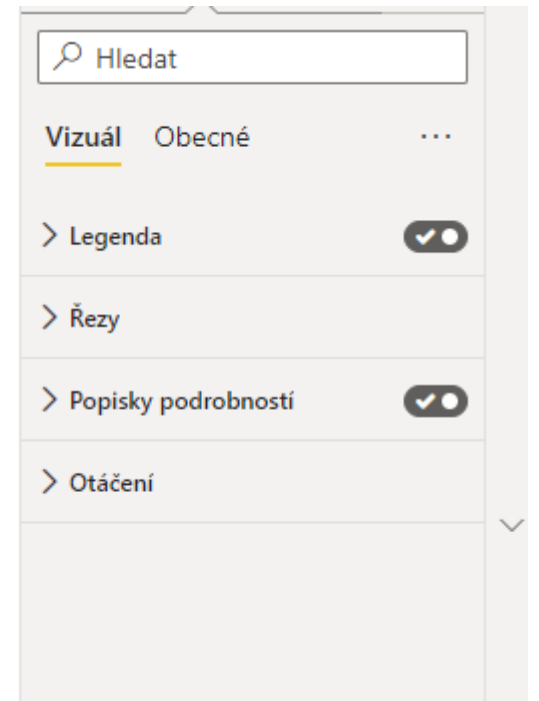 Hledat
Vizuál Obecné ...
Legenda
Řezy
Popisky podrobností
Otáčení